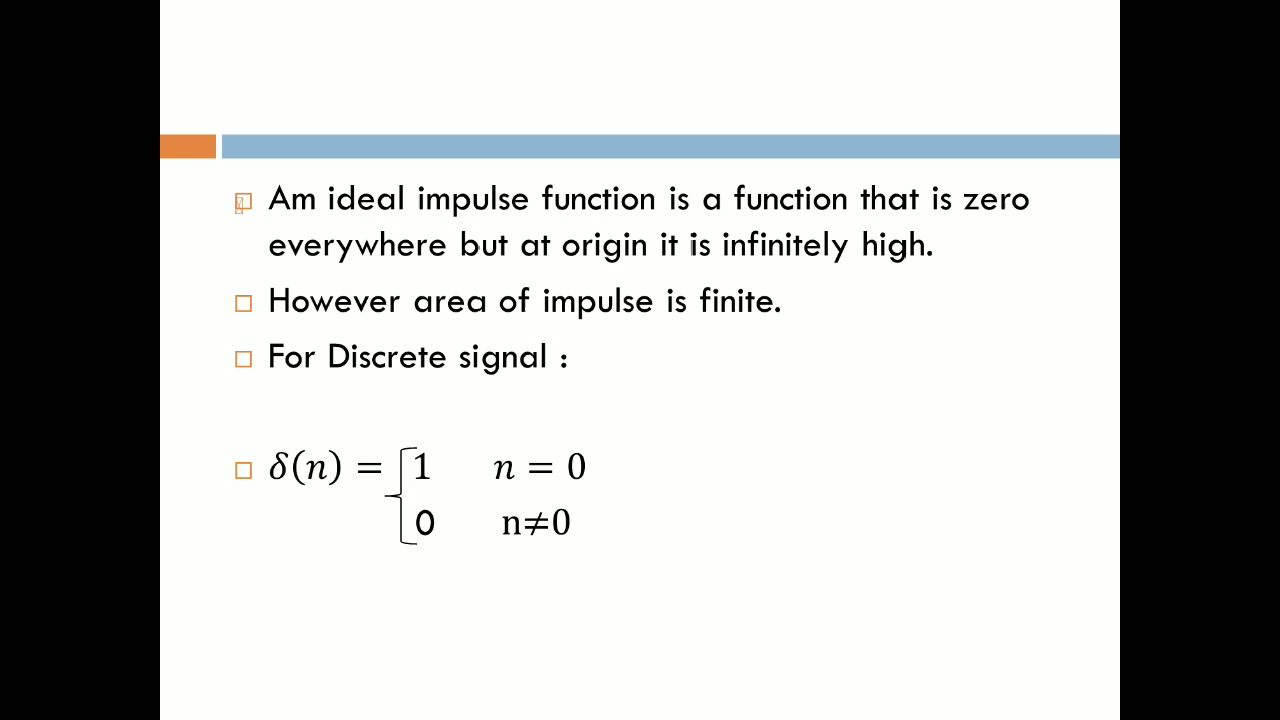 Am ideal impulse function is a function that is zero
everywhere but at origin it is infinitely high.
However area of impulse is finite.
For Discrete signal :
𝛿(𝑛) = 1 𝑛 = 0
0 n≠0